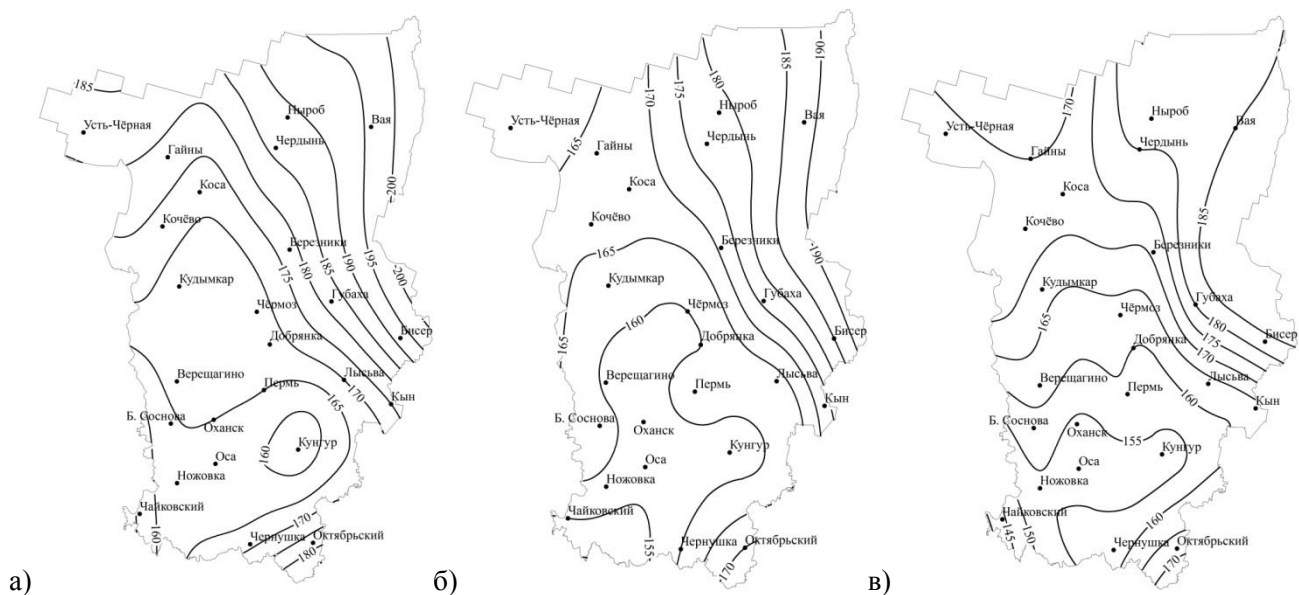 185
Усть-Чёрная
Гайны
Ныроб
Вая
Чердынь
Коса
Кочёво
200
Березники
175
180
185
190
195
200
Кудымкар
Чёрмоз
Губаха
Добрянка
Бисер
Верещагино
Пермь
Лысьва
170
165
Кын
Б. Соснова
Оханск
160
Кунгур
Оса
Ножовка
Чайковский
160
170
Чернушка
Октябрьский
180
а)
170
175
180
185
190
Усть-Чёрная
165
Ныроб
Вая
Гайны
Чердынь
Коса
Кочёво
165
Березники
190
Кудымкар
Губаха
160
Чёрмоз
Добрянка
Бисер
165
Верещагино
Пермь
Лысьва
Кын
Б. Соснова
Оханск
Кунгур
Оса
Ножовка
Чайковский
155
Чернушка
Октябрьский
170
б)
170
Усть-Чёрная
Ныроб
Вая
Гайны
Чердынь
Коса
185
Кочёво
Березники
Кудымкар
165
Чёрмоз
Губаха
180
175
170
Добрянка
Бисер
Верещагино
Пермь
160
Лысьва
Кын
Б. Соснова
Оханск
155
Кунгур
Оса
Ножовка
Чайковский
145
150
160
Чернушка
Октябрьский
170
в)